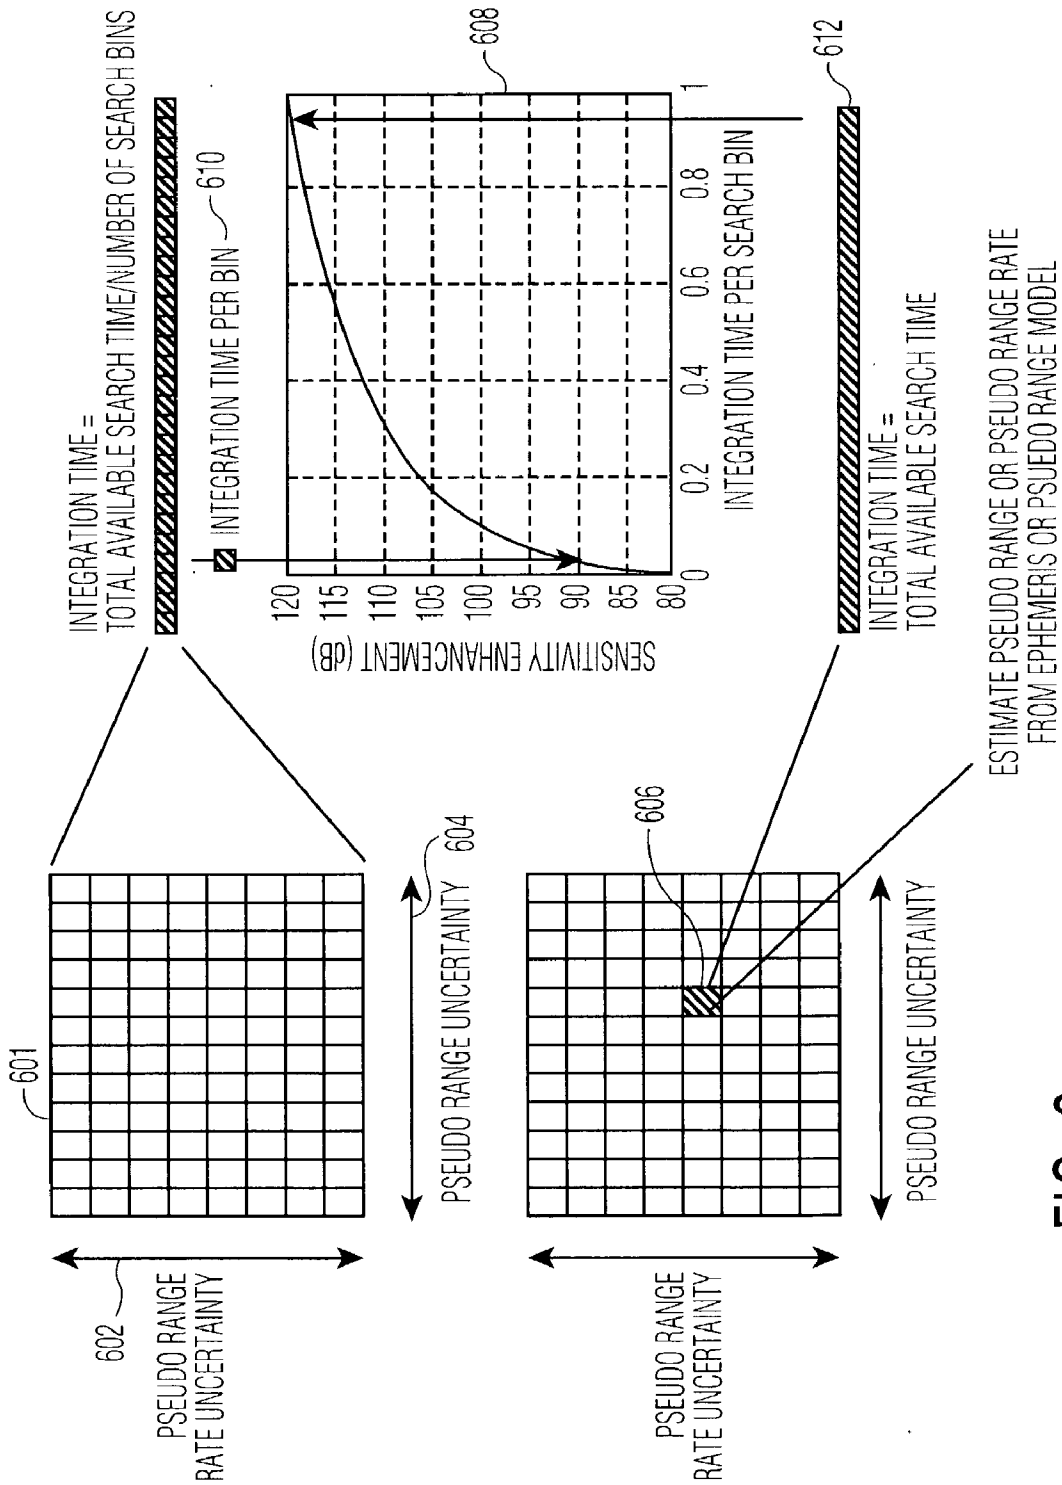 601
602
PSEUDO RANGE
RATE UNCERTAINTY
PSEUDO RANGE UNCERTAINTY
604
INTEGRATION TIME =
TOTAL AVAILABLE SEARCH TIME/NUMBER OF SEARCH BINS
INTEGRATION TIME PER BIN
610
SENSITIVITY ENHANCEMENT (dB)
120
115
110
105
100
95
90
85
80
0
0.2
0.4
0.6
0.8
1
INTEGRATION TIME PER SEARCH BIN
608
PSEUDO RANGE
RATE UNCERTAINTY
606
PSEUDO RANGE UNCERTAINTY
612
INTEGRATION TIME =
TOTAL AVAILABLE SEARCH TIME
ESTIMATE PSEUDO RANGE OR PSEUDO RANGE RATE
FROM EPHEMERIS OR PSUEDO RANGE MODEL